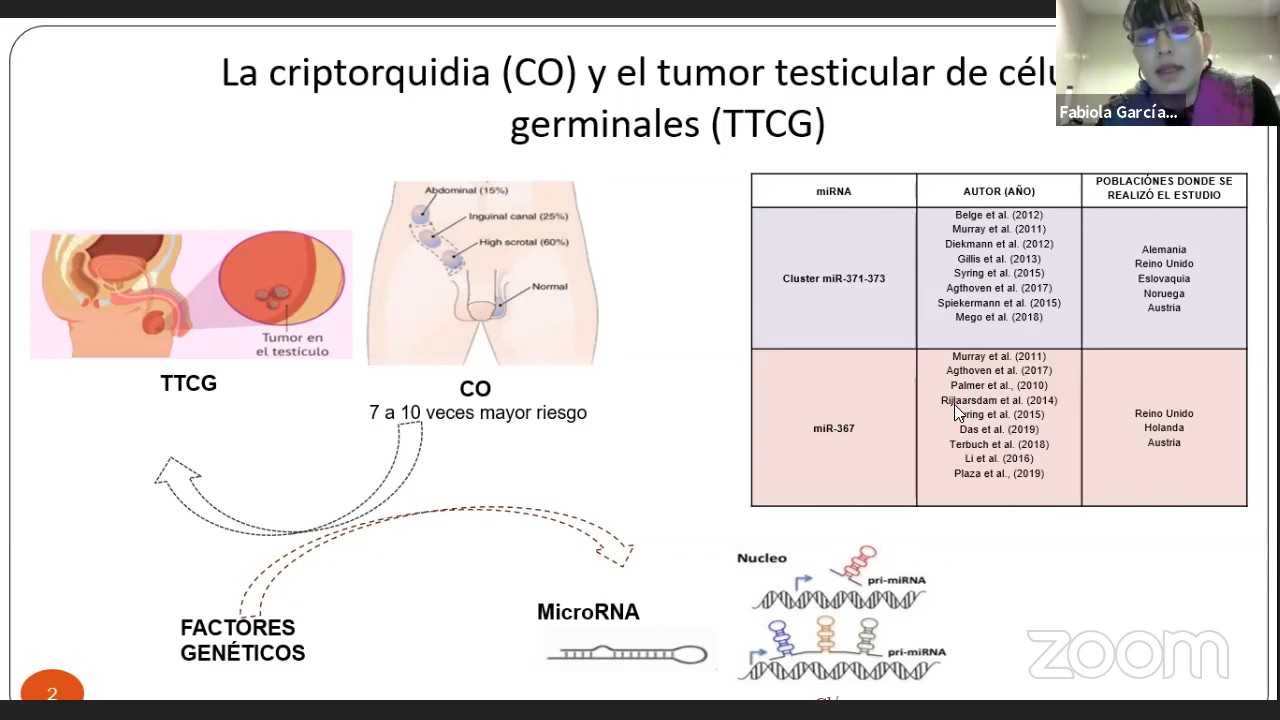 La criptorquidia (CO) y el tumor testicular de célu
germinales (TTCG)
Fabiola García...
Tumor en
el testículo
TTCG
Abdominal (15%)
Inguinal canal (25%)
High scrotal (60%)
Normal
CO
7 a 10 veces mayor riesgo
FACTORES
GENÉTICOS
MicroRNA
miRNA
AUTOR (AÑO)
POBLACIÓNES DONDE SE
REALIZÓ EL ESTUDIO
Cluster miR-371-373
Belge et al. (2012)
Murray et al. (2011)
Diekmann et al. (2012)
Gillis et al. (2013)
Syring et al. (2015)
Agthoven et al. (2017)
Spiekermann et al. (2015)
Mego et al. (2018)
Alemania
Reino Unido
Eslovaquia
Noruega
Austria
miR-367
Murray et al. (2011)
Agthoven et al. (2017)
Palmer et al., (2010)
Rijlaarsdam et al. (2014)
ring et al. (2015)
Das et al. (2019)
Terbuch et al. (2018)
Li et al. (2016)
Plaza et al., (2019)
Reino Unido
Holanda
Austria
Nucleo
pri-miRNA
pri-miRNA
zoom
2